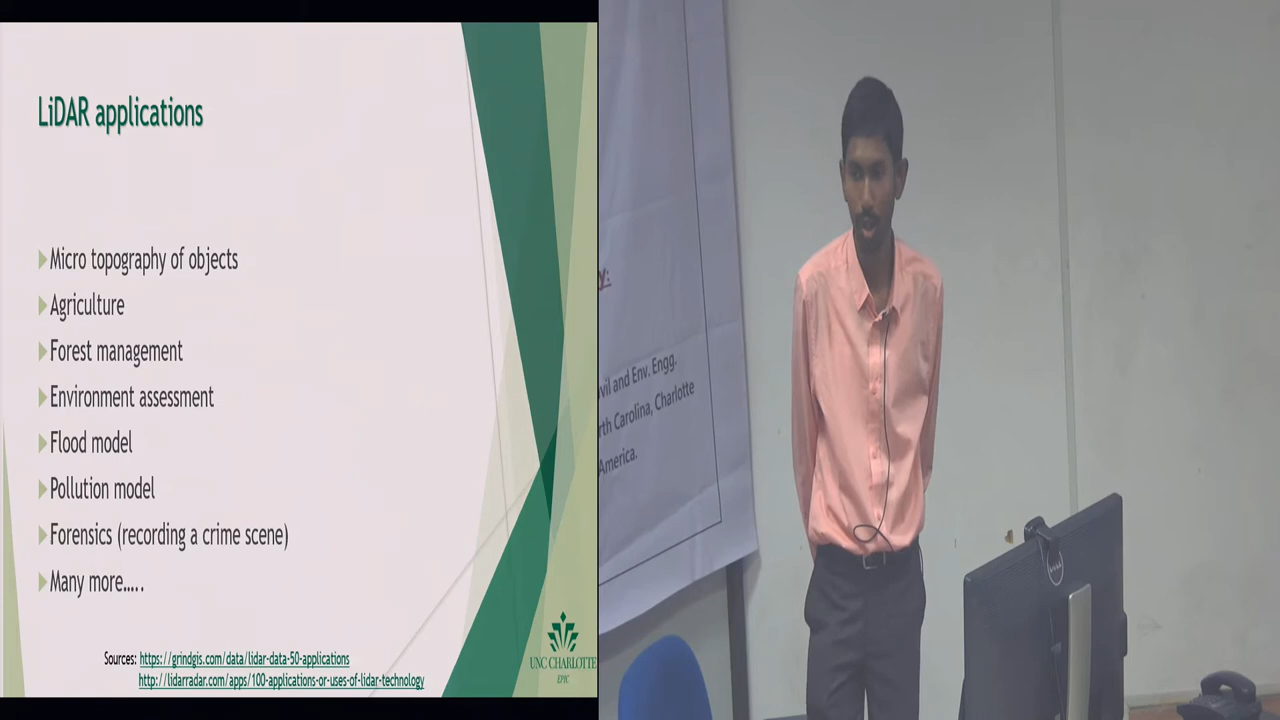 LiDAR applications
Micro topography of objects
Agriculture
Forest management
Environment assessment
Flood model
Pollution model
Forensics (recording a crime scene)
Many more.....
Sources: https://grindgis.com/data/lidar-data-50-applications
http://lidarradar.com/apps/100-applications-or-uses-of-lidar-technology
UNC CHARLOTTE
EPIC
y:
vil and Env. Engg.
rth Carolina, Charlotte
America.